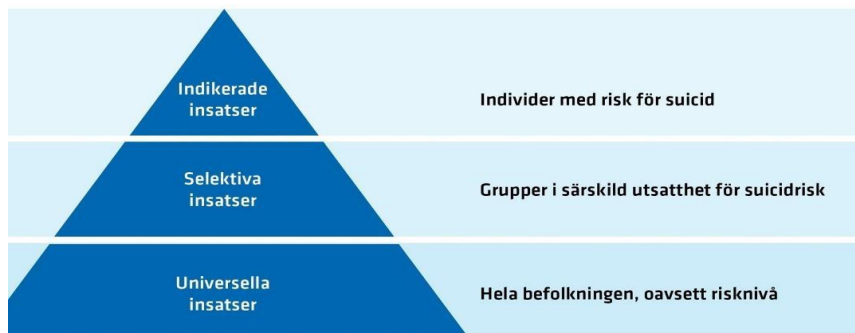 Indikerade
insatser
Individer med risk för suicid
Selektiva
insatser
Grupper i särskild utsatthet för suicidrisk
Universella
insatser
Hela befolkningen, oavsett risknivå